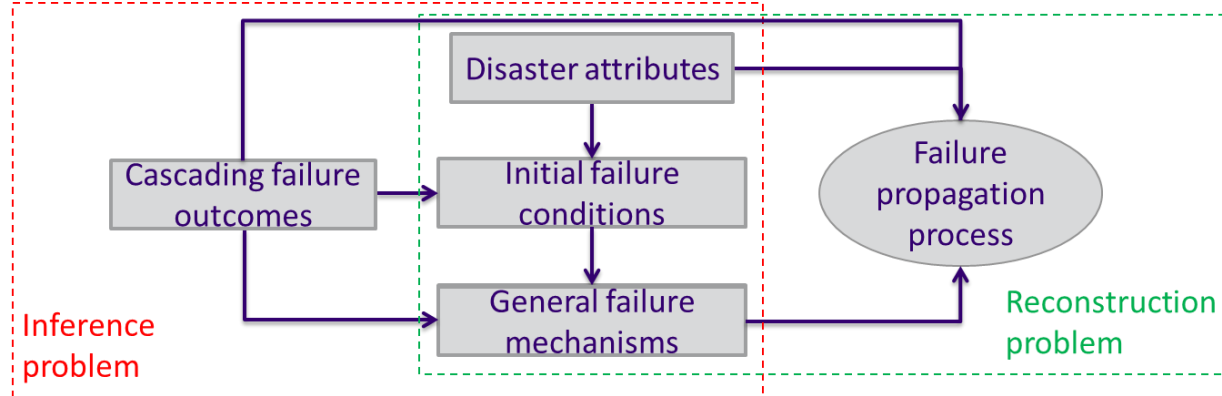 Disaster attributes
Cascading failure
outcomes
Initial failure
conditions
Failure
propagation
process
General failure
mechanisms
Inference
problem
Reconstruction
problem